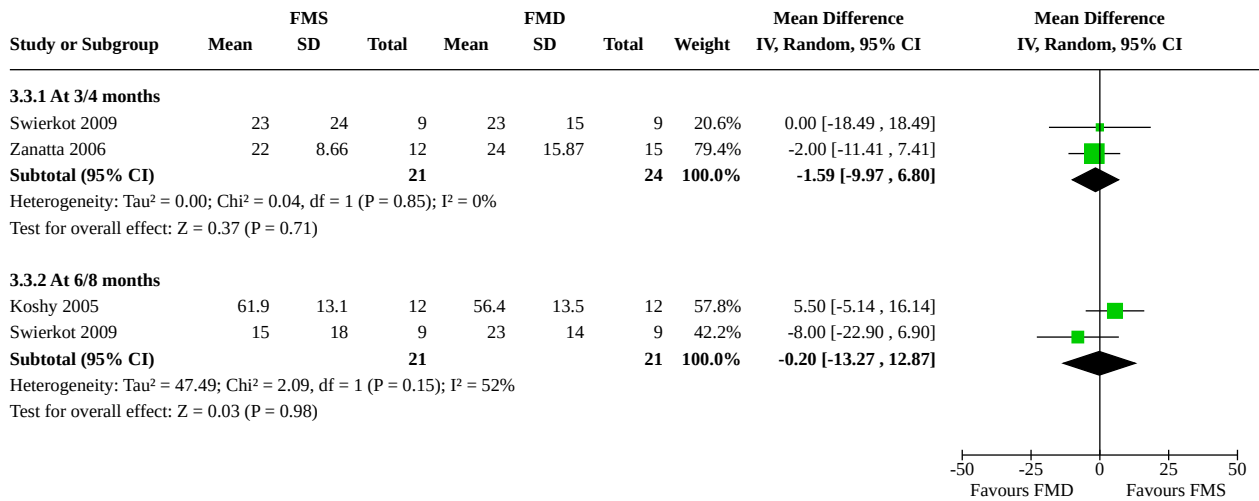 FMS FMD Mean Difference Mean Difference
Study or Subgroup Mean SD Total Mean SD Total Weight IV, Random, 95% CI IV, Random, 95% CI
3.3.1 At 3/4 months
Swierkot 2009 23 24 9 23 15 9 20.6% 0.00 [-18.49 , 18.49]
Zanatta 2006 22 8.66 12 24 15.87 15 79.4% -2.00 [-11.41 , 7.41]
Subtotal (95% CI) 21 24 100.0% -1.59 [-9.97 , 6.80]
Heterogeneity: Tau² = 0.00; Chi² = 0.04, df = 1 (P = 0.85); I² = 0%
Test for overall effect: Z = 0.37 (P = 0.71)
3.3.2 At 6/8 months
Koshy 2005 61.9 13.1 12 56.4 13.5 12 57.8% 5.50 [-5.14 , 16.14]
Swierkot 2009 15 18 9 23 14 9 42.2% -8.00 [-22.90 , 6.90]
Subtotal (95% CI) 21 21 100.0% -0.20 [-13.27 , 12.87]
Heterogeneity: Tau² = 47.49; Chi² = 2.09, df = 1 (P = 0.15); I² = 52%
Test for overall effect: Z = 0.03 (P = 0.98)
-50 -25 0 25 50
Favours FMD Favours FMS